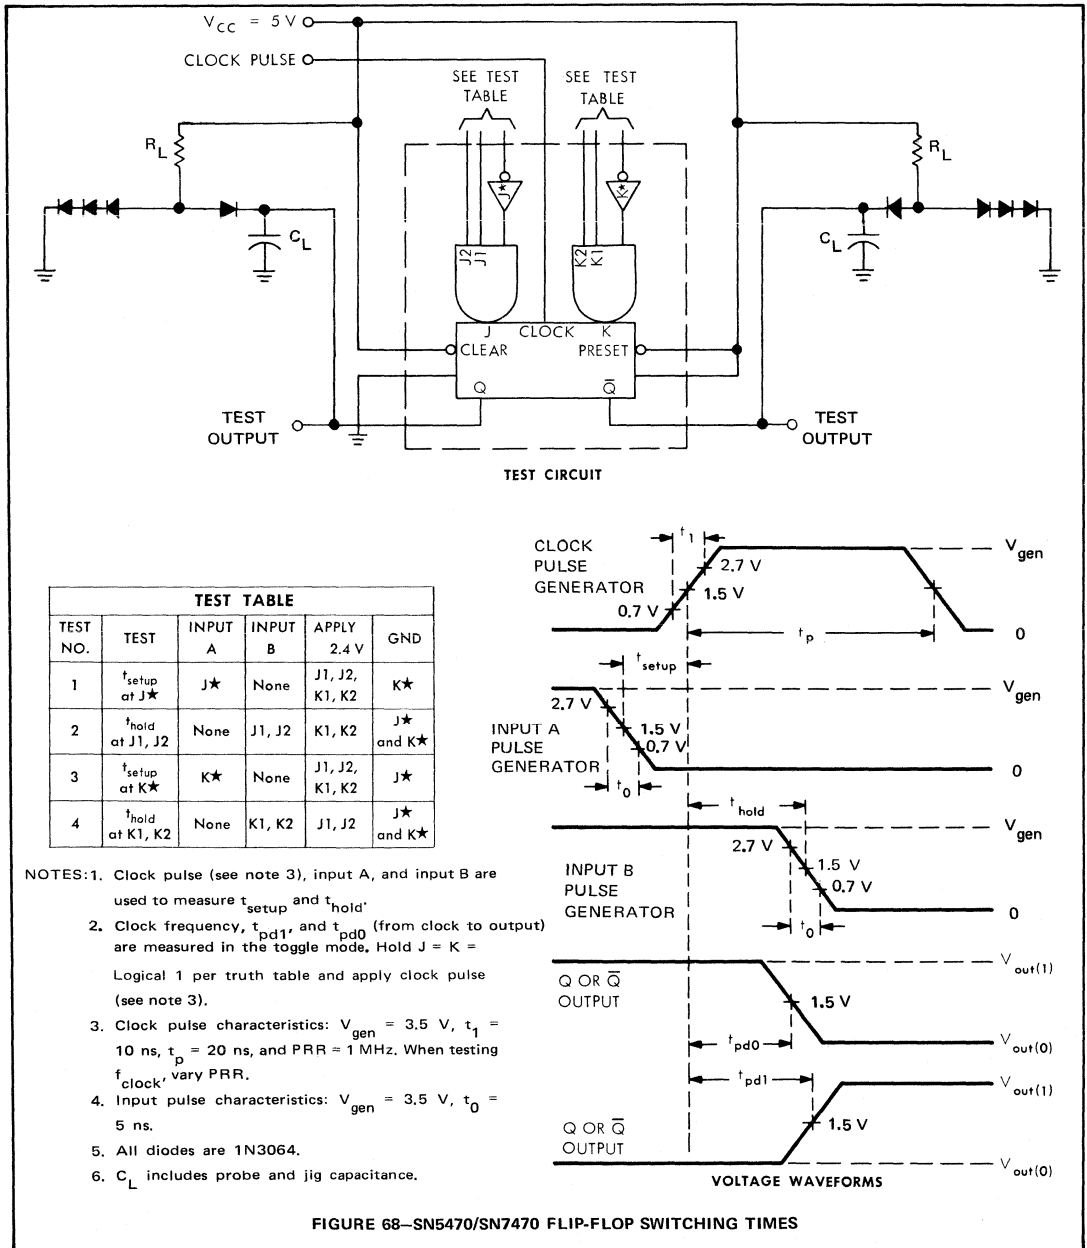 V_CC = 5 V
CLOCK PULSE
SEE TEST TABLE
SEE TEST TABLE
R_L
R_L
C_L
C_L
J★
K★
J2
J1
K2
K1
J CLOCK K
CLEAR PRESET
Q Q̅
TEST OUTPUT
TEST OUTPUT
TEST CIRCUIT
TEST TABLE
TEST NO. TEST INPUT A INPUT B APPLY 2.4 V GND
1 t_setup at J★ J★ None J1, J2, K1, K2 K★
2 t_hold at J1, J2 None J1, J2 K1, K2 J★ and K★
3 t_setup at K★ K★ None J1, J2, K1, K2 J★
4 t_hold at K1, K2 None K1, K2 J1, J2 J★ and K★
NOTES: 1. Clock pulse (see note 3), input A, and input B are
used to measure t_setup and t_hold.
2. Clock frequency, t_pd1, and t_pd0 (from clock to output)
are measured in the toggle mode. Hold J = K =
Logical 1 per truth table and apply clock pulse
(see note 3).
3. Clock pulse characteristics: V_gen = 3.5 V, t_1 =
10 ns, t_p = 20 ns, and PRR = 1 MHz. When testing
f_clock, vary PRR.
4. Input pulse characteristics: V_gen = 3.5 V, t_0 =
5 ns.
5. All diodes are 1N3064.
6. C_L includes probe and jig capacitance.
CLOCK PULSE GENERATOR
t_1
2.7 V
1.5 V
0.7 V
V_gen
t_p
0
t_setup
V_gen
2.7 V
INPUT A PULSE GENERATOR
1.5 V
0.7 V
0
t_0
t_hold
V_gen
2.7 V
INPUT B PULSE GENERATOR
1.5 V
0.7 V
0
t_0
V_out(1)
Q OR Q̅ OUTPUT
1.5 V
t_pd0
V_out(0)
t_pd1
V_out(1)
Q OR Q̅ OUTPUT
1.5 V
V_out(0)
VOLTAGE WAVEFORMS
FIGURE 68–SN5470/SN7470 FLIP-FLOP SWITCHING TIMES